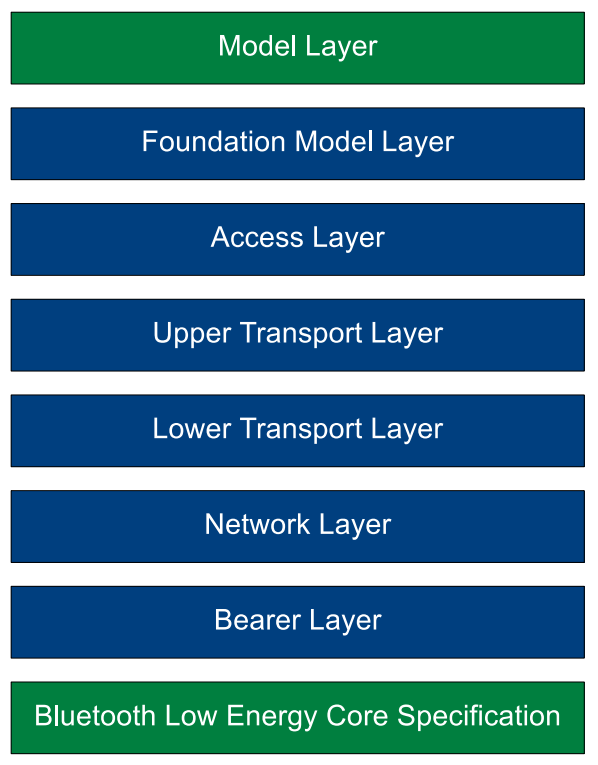 Model Layer
Foundation Model Layer
Access Layer
Upper Transport Layer
Lower Transport Layer
Network Layer
Bearer Layer
Bluetooth Low Energy Core Specification